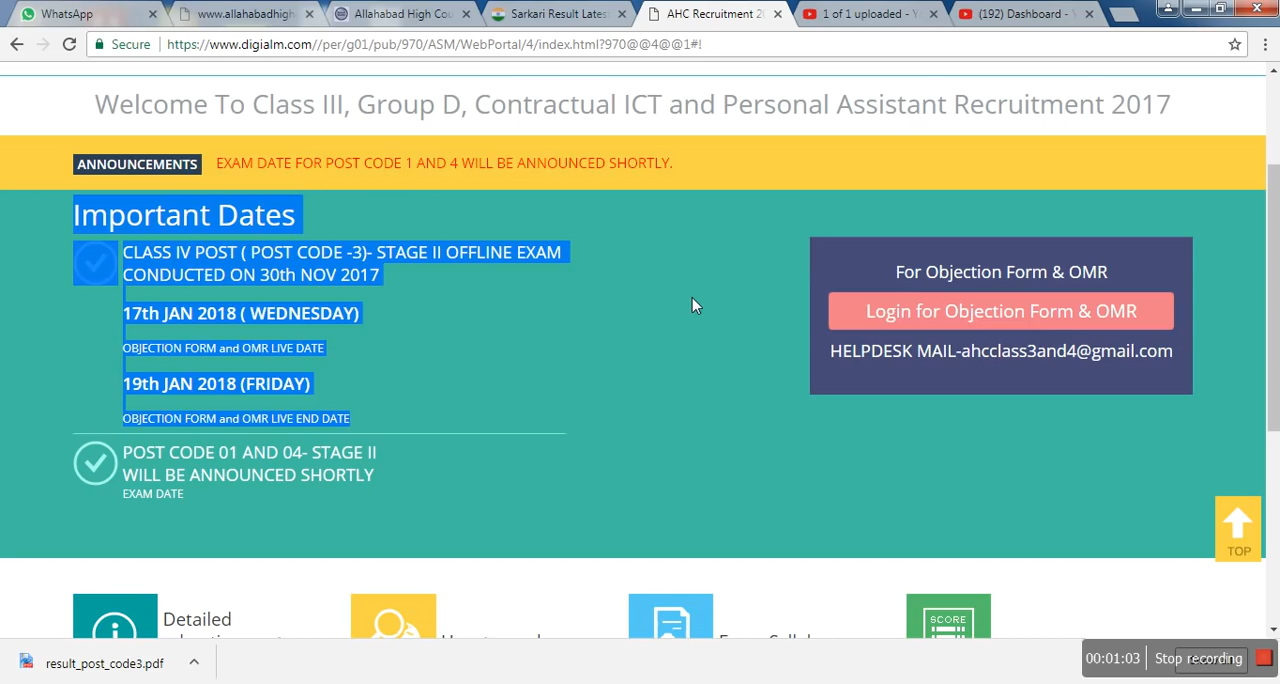 WhatsApp
www.allahabadhigh
Allahabad High Cou
Sarkari Result Lates
AHC Recruitment 20
1 of 1 uploaded - Y
(192) Dashboard - Y
Secure
https://www.digialm.com//per/g01/pub/970/ASM/WebPortal/4/index.html?970@@4@@1#!
Welcome To Class III, Group D, Contractual ICT and Personal Assistant Recruitment 2017
ANNOUNCEMENTS
EXAM DATE FOR POST CODE 1 AND 4 WILL BE ANNOUNCED SHORTLY.
Important Dates
CLASS IV POST ( POST CODE -3)- STAGE II OFFLINE EXAM
CONDUCTED ON 30th NOV 2017
17th JAN 2018 ( WEDNESDAY)
OBJECTION FORM and OMR LIVE DATE
19th JAN 2018 (FRIDAY)
OBJECTION FORM and OMR LIVE END DATE
POST CODE 01 AND 04- STAGE II
WILL BE ANNOUNCED SHORTLY
EXAM DATE
For Objection Form & OMR
Login for Objection Form & OMR
HELPDESK MAIL-ahcclass3and4@gmail.com
TOP
Detailed
SCORE
result_post_code3.pdf
00:01:03
Stop recording